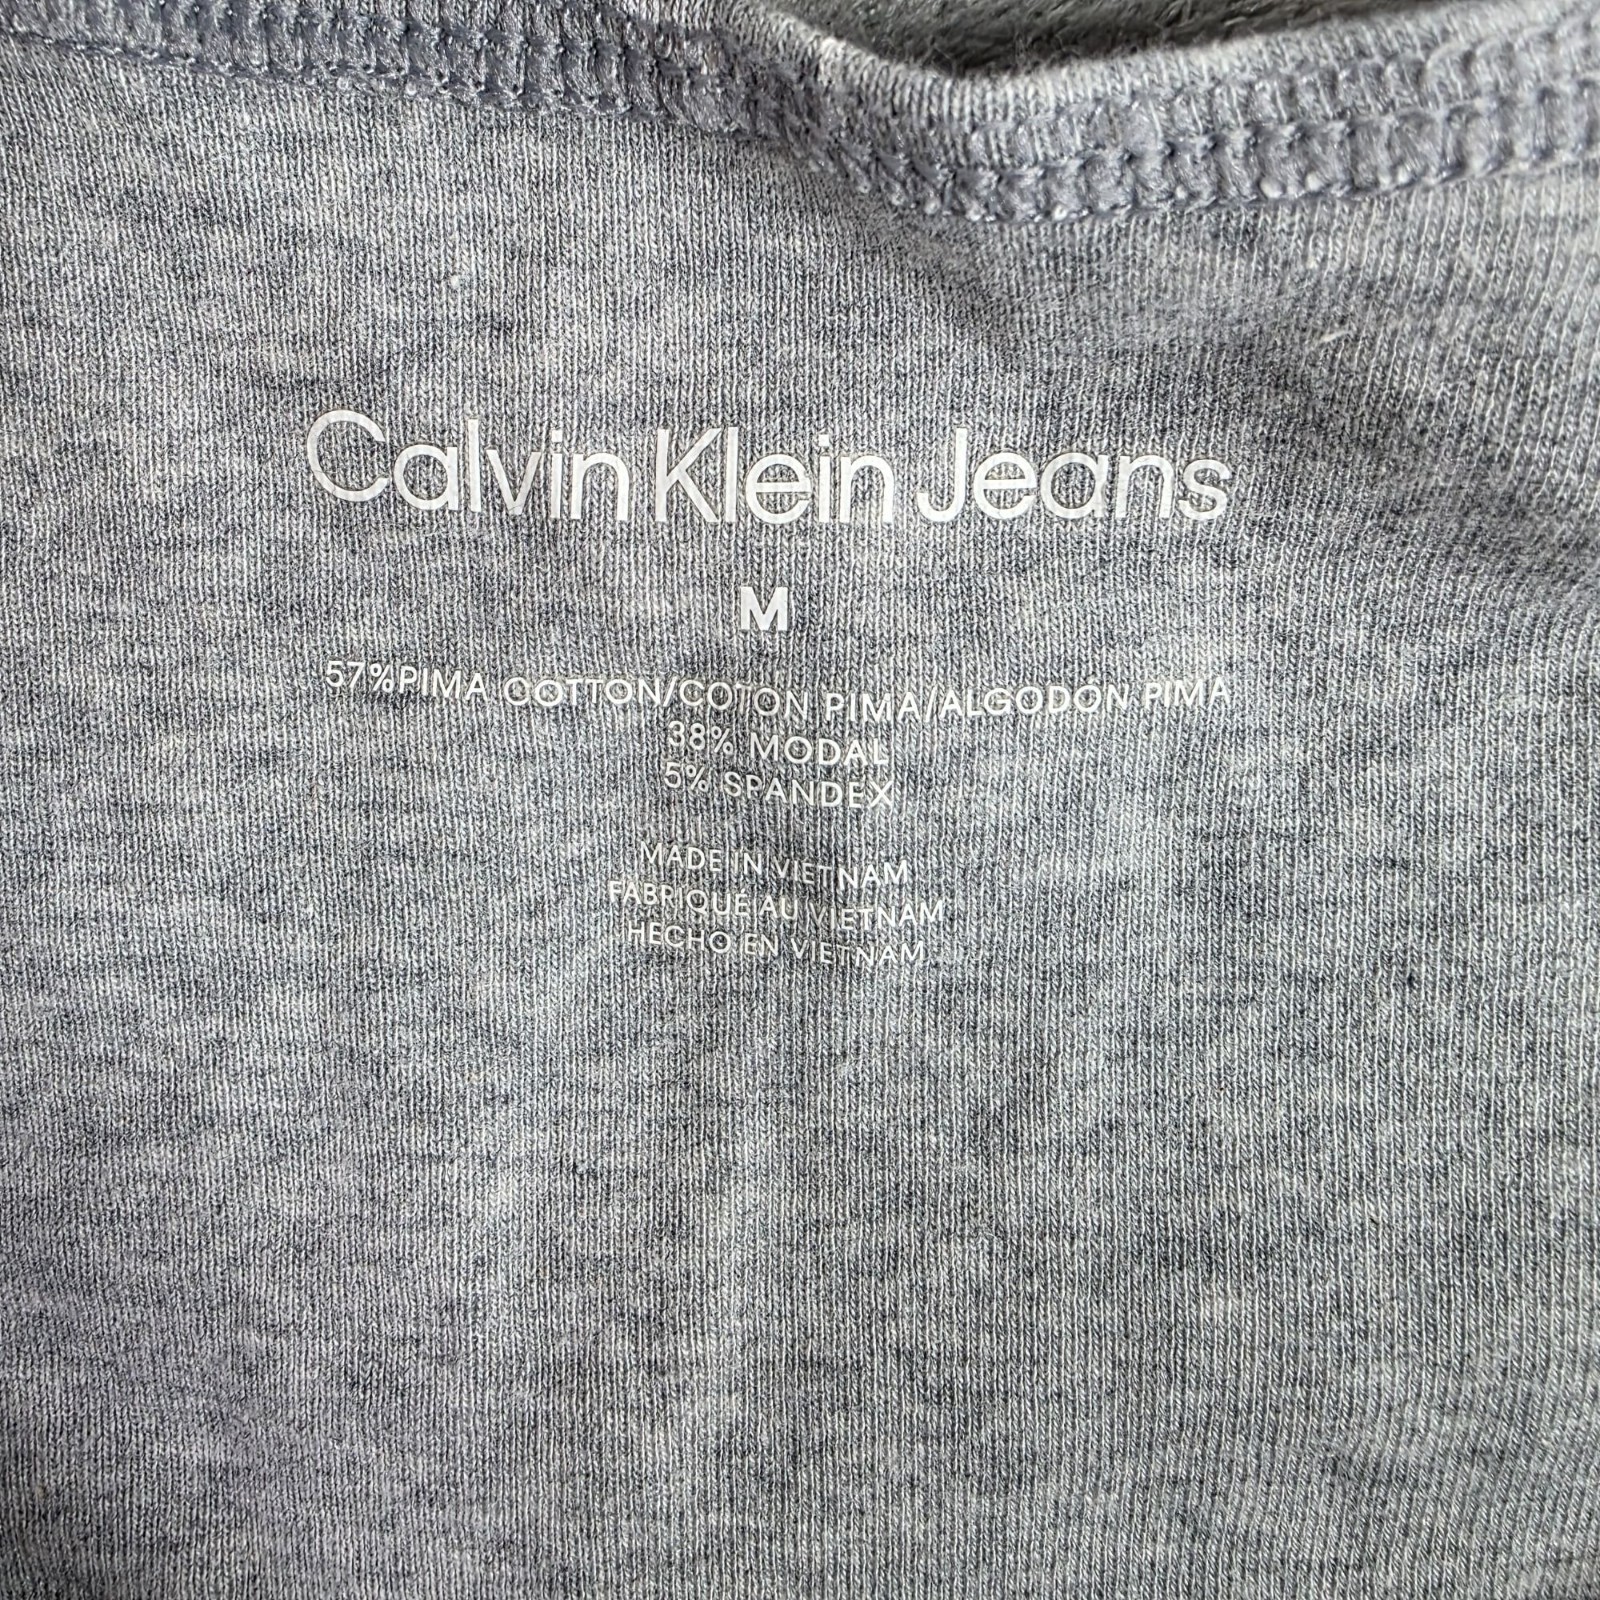 Calvin Klein Jeans
M
57%PIMA COTTON/COTON PIMA/ALGODON PIMA
38% MODAL
5% SPANDEX
MADE IN VIETNAM
FABRIQUÉ AU VIETNAM
HECHO EN VIETNAM